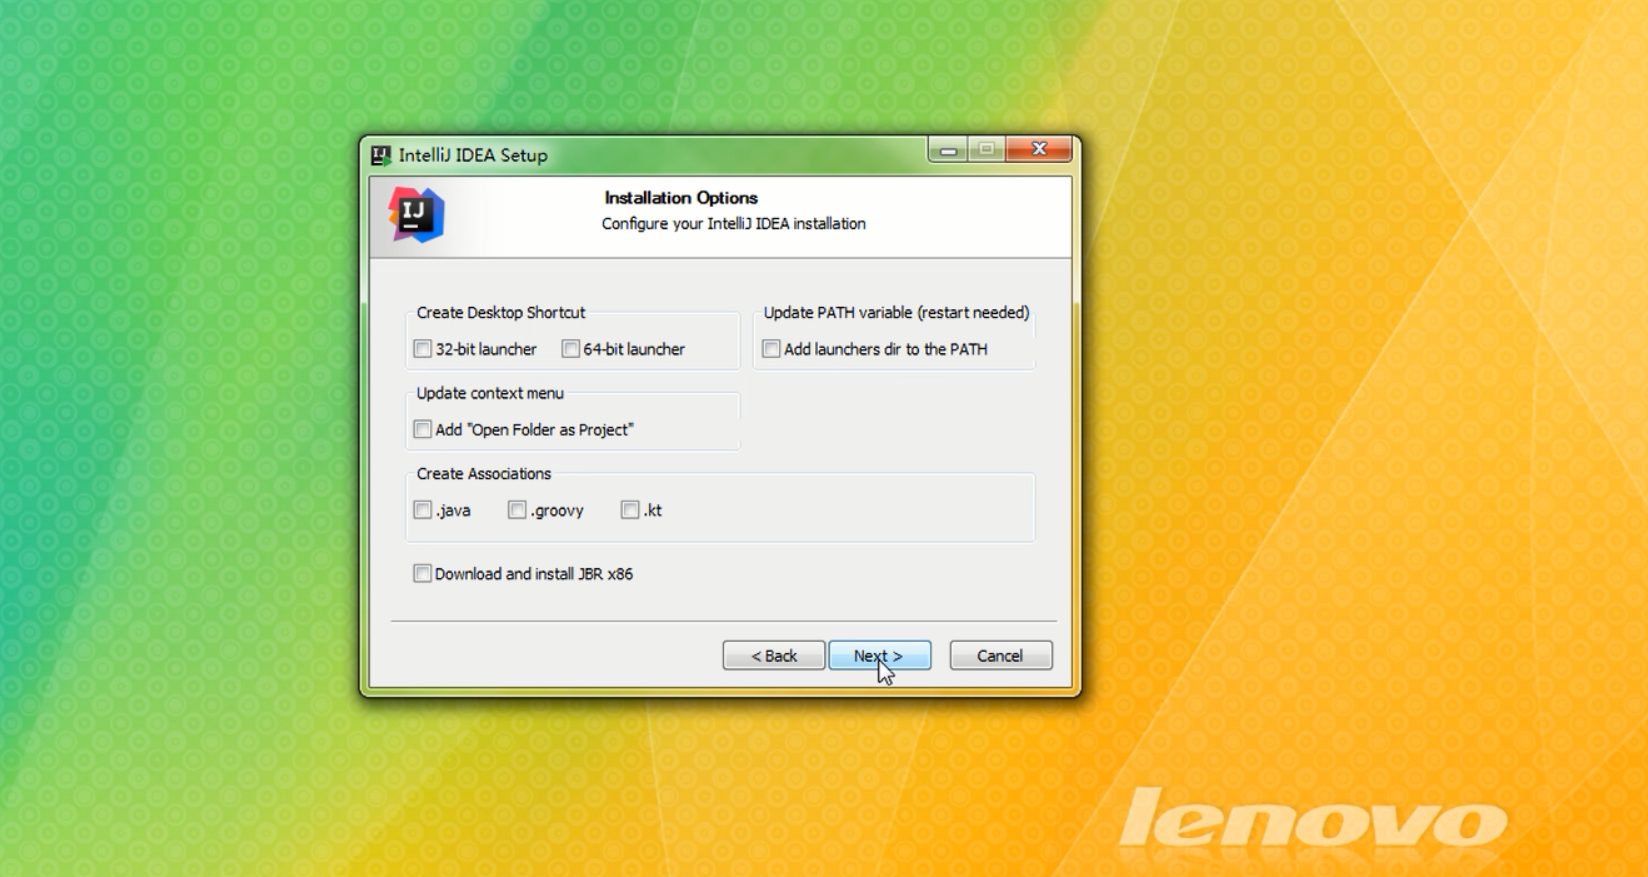 IntelliJ IDEA Setup
IJ
Installation Options
Configure your IntelliJ IDEA installation
Create Desktop Shortcut
32-bit launcher 64-bit launcher
Update PATH variable (restart needed)
Add launchers dir to the PATH
Update context menu
Add "Open Folder as Project"
Create Associations
.java .groovy .kt
Download and install JBR x86
< Back Next > Cancel
lenovo